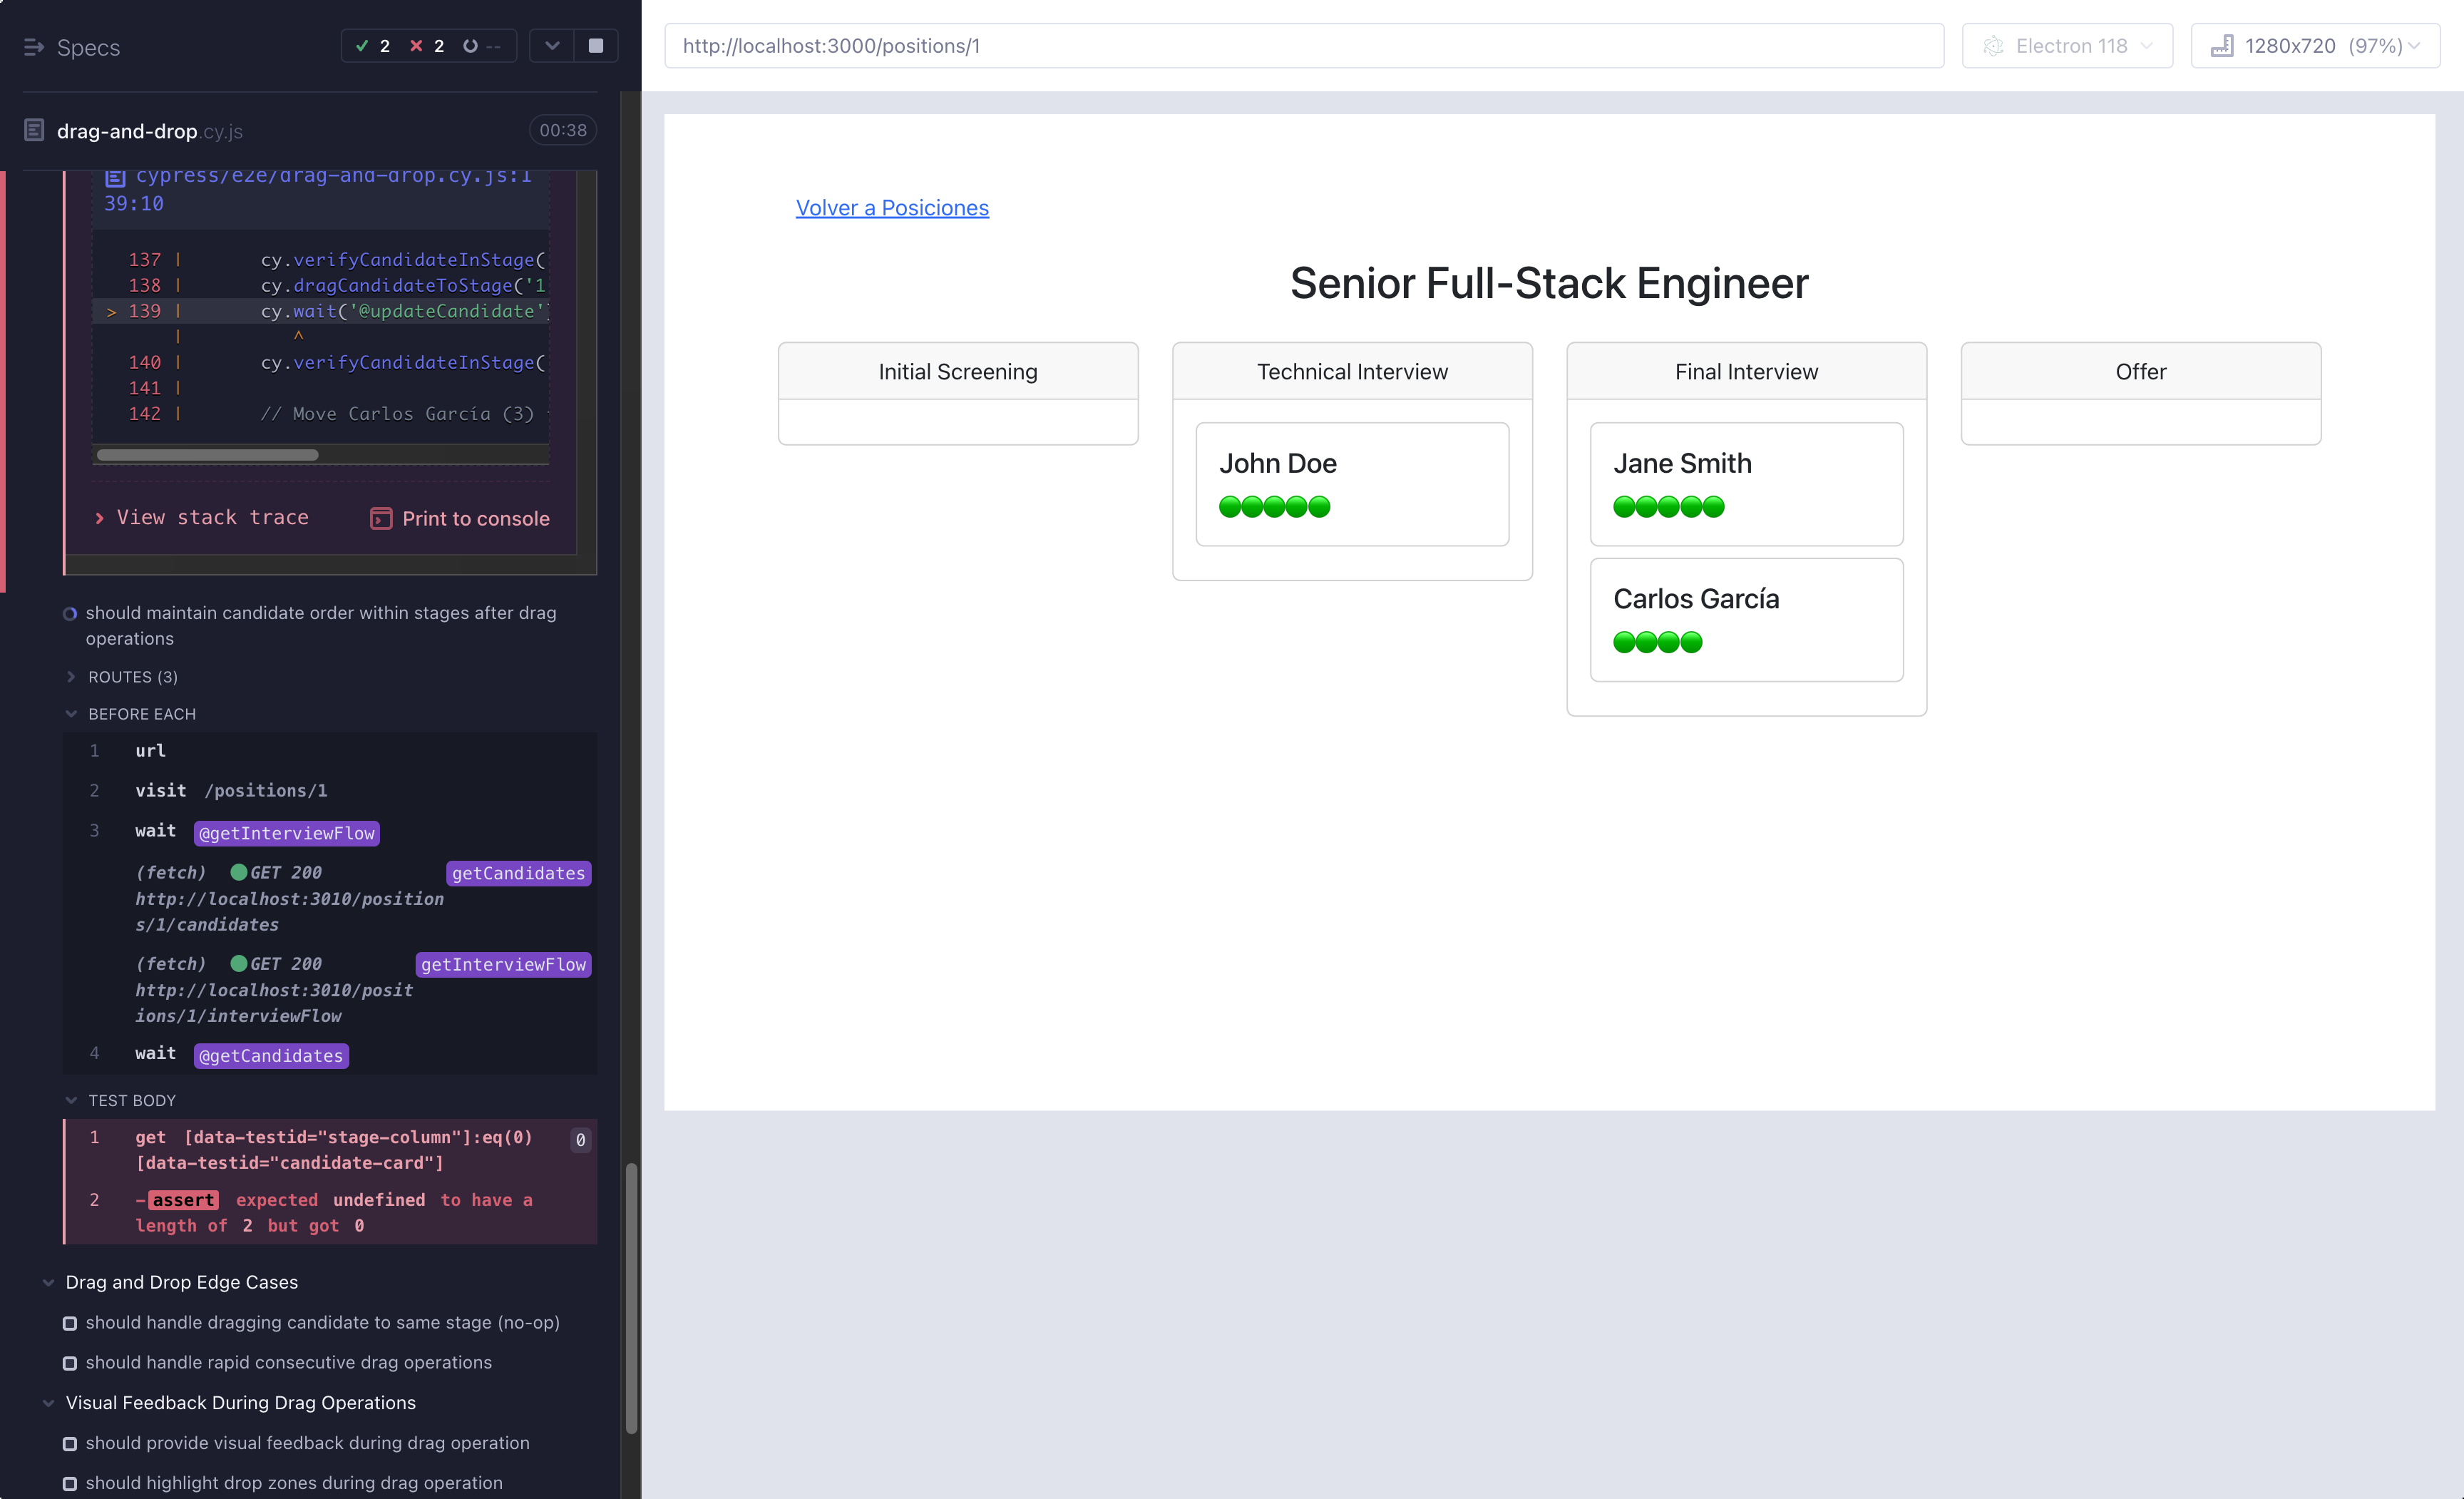 Specs
2
2
--
drag-and-drop.cy.js
00:38
cypress/e2e/drag-and-drop.cy.js:1
39:10
137 | cy.verifyCandidateInStage(
138 | cy.dragCandidateToStage('1
> 139 | cy.wait('@updateCandidate')
| ^
140 | cy.verifyCandidateInStage(
141 |
142 | // Move Carlos García (3)
> View stack trace
Print to console
should maintain candidate order within stages after drag
operations
ROUTES (3)
BEFORE EACH
1 url
2 visit /positions/1
3 wait @getInterviewFlow
(fetch) GET 200 getCandidates
http://localhost:3010/position
s/1/candidates
(fetch) GET 200 getInterviewFlow
http://localhost:3010/posit
ions/1/interviewFlow
4 wait @getCandidates
TEST BODY
1 get [data-testid="stage-column"]:eq(0) 0
[data-testid="candidate-card"]
2 -assert expected undefined to have a
length of 2 but got 0
Drag and Drop Edge Cases
should handle dragging candidate to same stage (no-op)
should handle rapid consecutive drag operations
Visual Feedback During Drag Operations
should provide visual feedback during drag operation
should highlight drop zones during drag operation
http://localhost:3000/positions/1
Electron 118
1280x720 (97%)
Volver a Posiciones
Senior Full-Stack Engineer
Initial Screening
Technical Interview
John Doe
Final Interview
Jane Smith
Carlos García
Offer